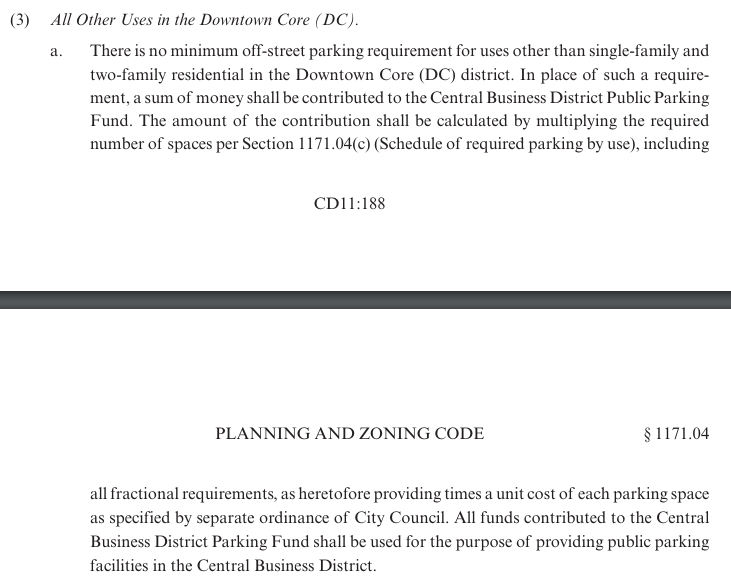 (3) All Other Uses in the Downtown Core (DC).
a. There is no minimum off-street parking requirement for uses other than single-family and
two-family residential in the Downtown Core (DC) district. In place of such a require-
ment, a sum of money shall be contributed to the Central Business District Public Parking
Fund. The amount of the contribution shall be calculated by multiplying the required
number of spaces per Section 1171.04(c) (Schedule of required parking by use), including
CD11:188
PLANNING AND ZONING CODE § 1171.04
all fractional requirements, as heretofore providing times a unit cost of each parking space
as specified by separate ordinance of City Council. All funds contributed to the Central
Business District Parking Fund shall be used for the purpose of providing public parking
facilities in the Central Business District.